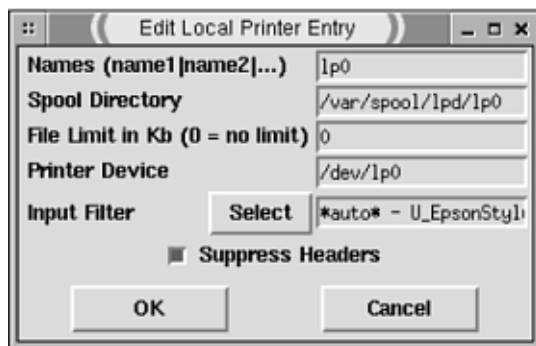 Edit Local Printer Entry
Names (name1|name2|...) lp0
Spool Directory /var/spool/lpd/lp0
File Limit in Kb (0 = no limit) 0
Printer Device /dev/lp0
Input Filter Select *auto* - U_EpsonStyl
Suppress Headers
OK Cancel